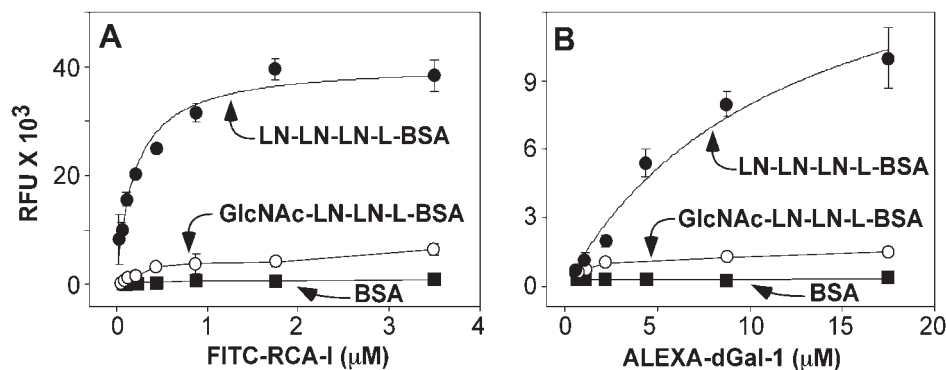 A
RFU X 10³
40
20
0
LN-LN-LN-L-BSA
GlcNAc-LN-LN-L-BSA
BSA
0 1 2 3
FITC-RCA-I (μM)
B
9
6
3
0
LN-LN-LN-L-BSA
GlcNAc-LN-LN-L-BSA
BSA
0 5 10 15 20
ALEXA-dGal-1 (μM)